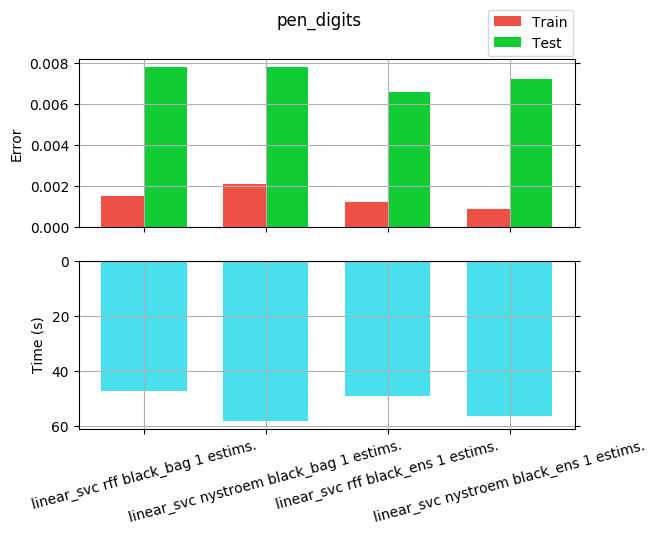 pen_digits
Train
Test
0.008
0.006
0.004
0.002
0.000
Error
0
20
40
60
Time (s)
linear_svc rff black_bag 1 estims.
linear_svc nystroem black_bag 1 estims.
linear_svc rff black_ens 1 estims.
linear_svc nystroem black_ens 1 estims.